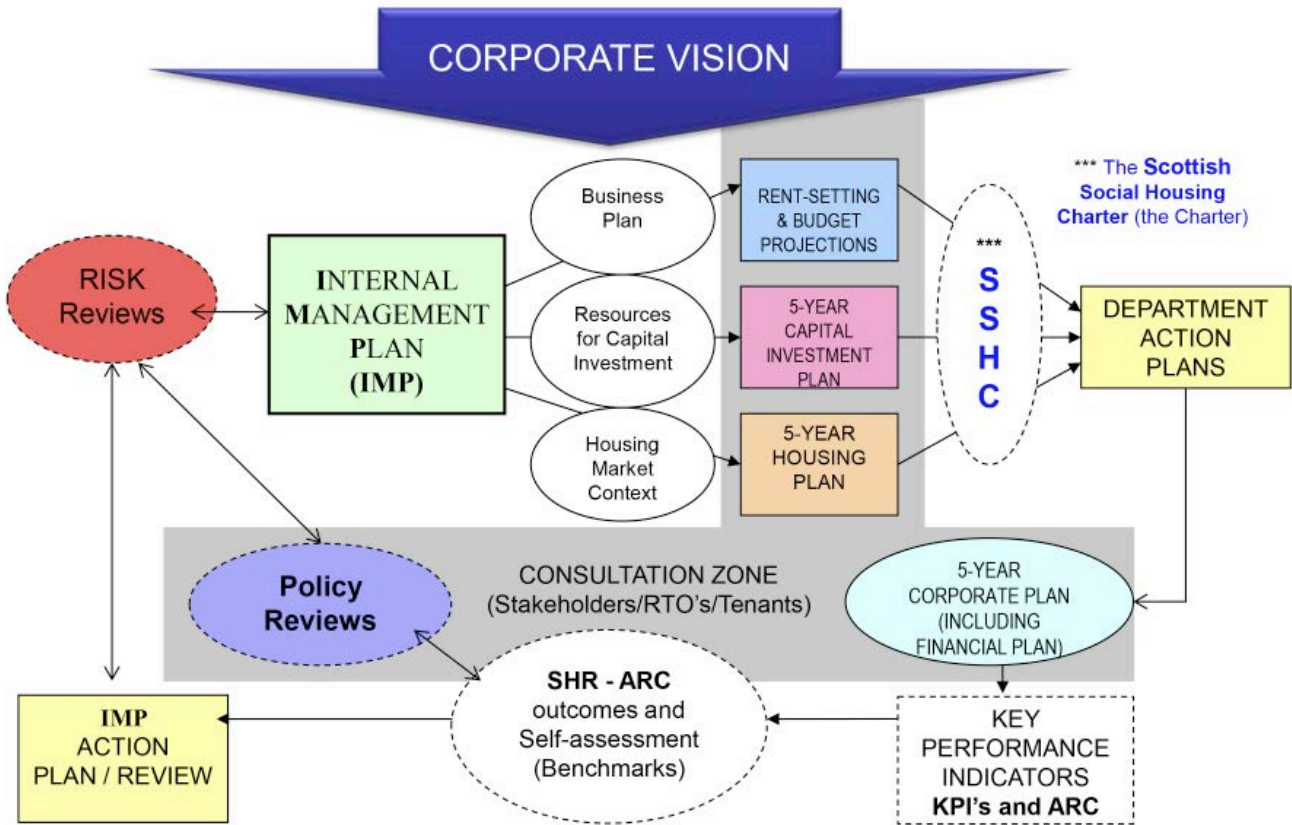 CORPORATE VISION
*** The Scottish
Social Housing
Charter (the Charter)
RISK
Reviews
INTERNAL
MANAGEMENT
PLAN
(IMP)
Business
Plan
Resources
for Capital
Investment
Housing
Market
Context
RENT-SETTING
& BUDGET
PROJECTIONS
5-YEAR
CAPITAL
INVESTMENT
PLAN
5-YEAR
HOUSING
PLAN
***
S
S
H
C
DEPARTMENT
ACTION
PLANS
Policy
Reviews
CONSULTATION ZONE
(Stakeholders/RTO's/Tenants)
5-YEAR
CORPORATE PLAN
(INCLUDING
FINANCIAL PLAN)
IMP
ACTION
PLAN / REVIEW
SHR - ARC
outcomes and
Self-assessment
(Benchmarks)
KEY
PERFORMANCE
INDICATORS
KPI's and ARC